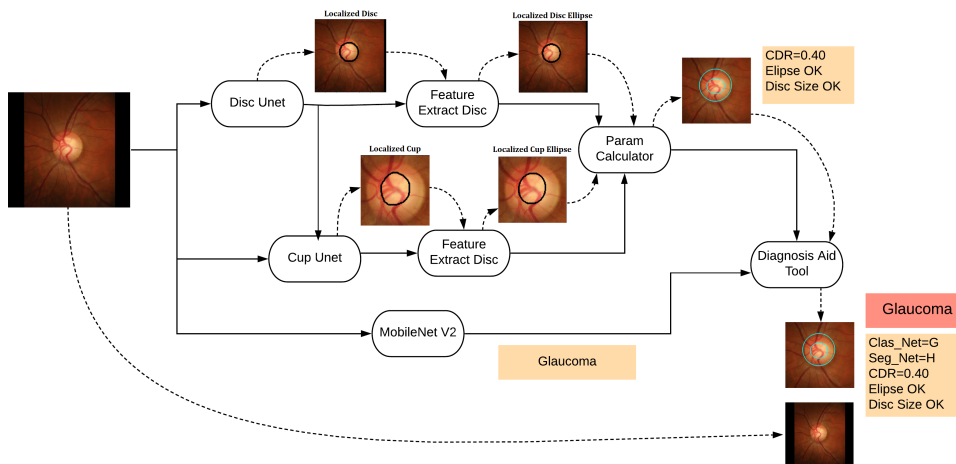 Localized Disc
Localized Disc Ellipse
CDR=0.40
Elipse OK
Disc Size OK
Disc Unet
Feature
Extract Disc
Param
Calculator
Localized Cup
Localized Cup Ellipse
Cup Unet
Feature
Extract Disc
Diagnosis Aid
Tool
MobileNet V2
Glaucoma
Glaucoma
Clas_Net=G
Seg_Net=H
CDR=0.40
Elipse OK
Disc Size OK